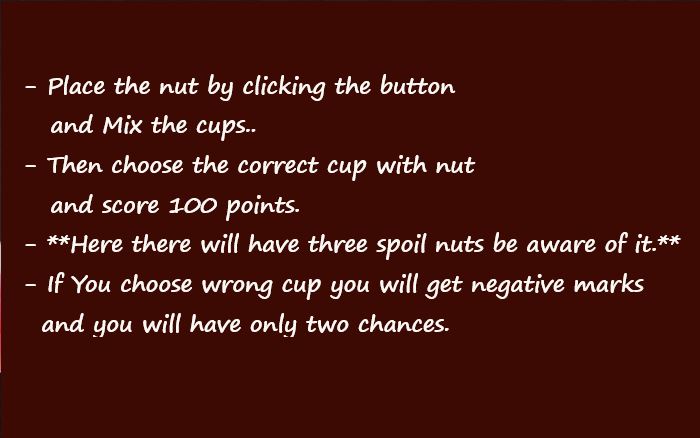 - Place the nut by clicking the button
and Mix the cups..
- Then choose the correct cup with nut
and score 100 points.
- **Here there will have three spoil nuts be aware of it.**
- If You choose wrong cup you will get negative marks
and you will have only two chances.